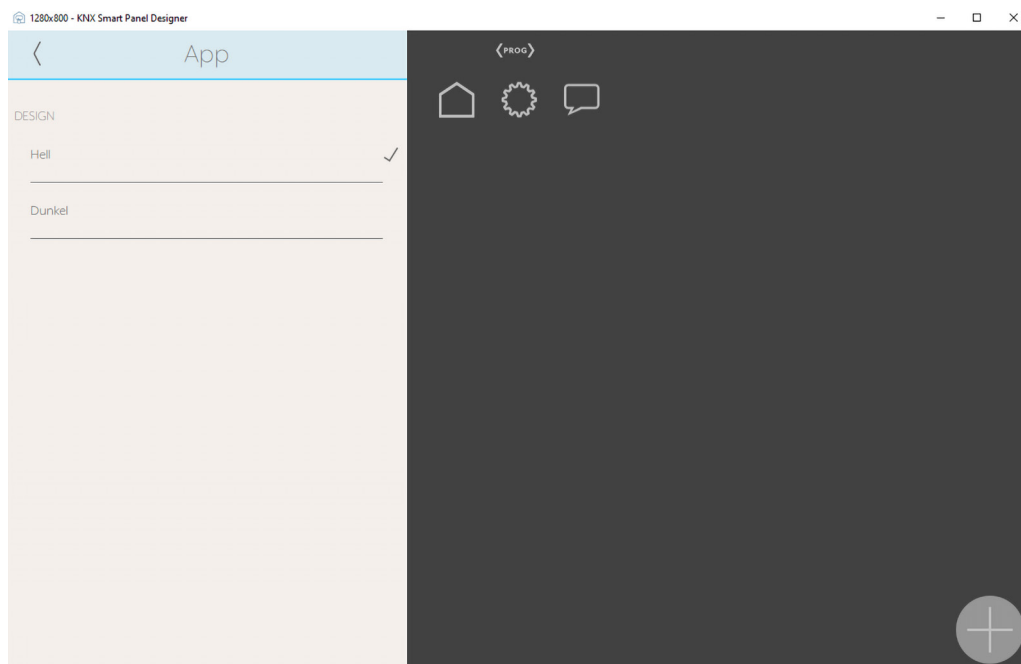 1280x800 - KNX Smart Panel Designer
App
PROG
DESIGN
Hell
Dunkel